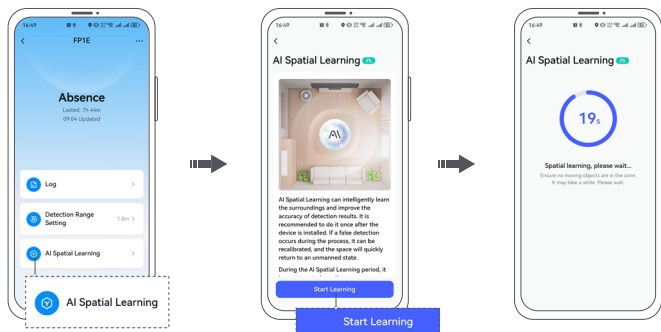 16:49
FP1E
Absence
Lasted: 7h 44m
09:04 Updated
Log
Detection Range
Setting
1.8m
AI Spatial Learning
AI Spatial Learning
16:49
AI Spatial Learning
AI
AI Spatial Learning can intelligently learn
the surroundings and improve the
accuracy of detection results. It is
recommended to do it once after the
device is installed. If a false detection
occurs during the process, it can be
recalibrated, and the space will quickly
return to an unmanned state.
During the AI Spatial Learning period, it
Start Learning
Start Learning
16:49
AI Spatial Learning
19s
Spatial learning, please wait...
Ensure no moving objects are in the zone.
It may take a while. Please wait.